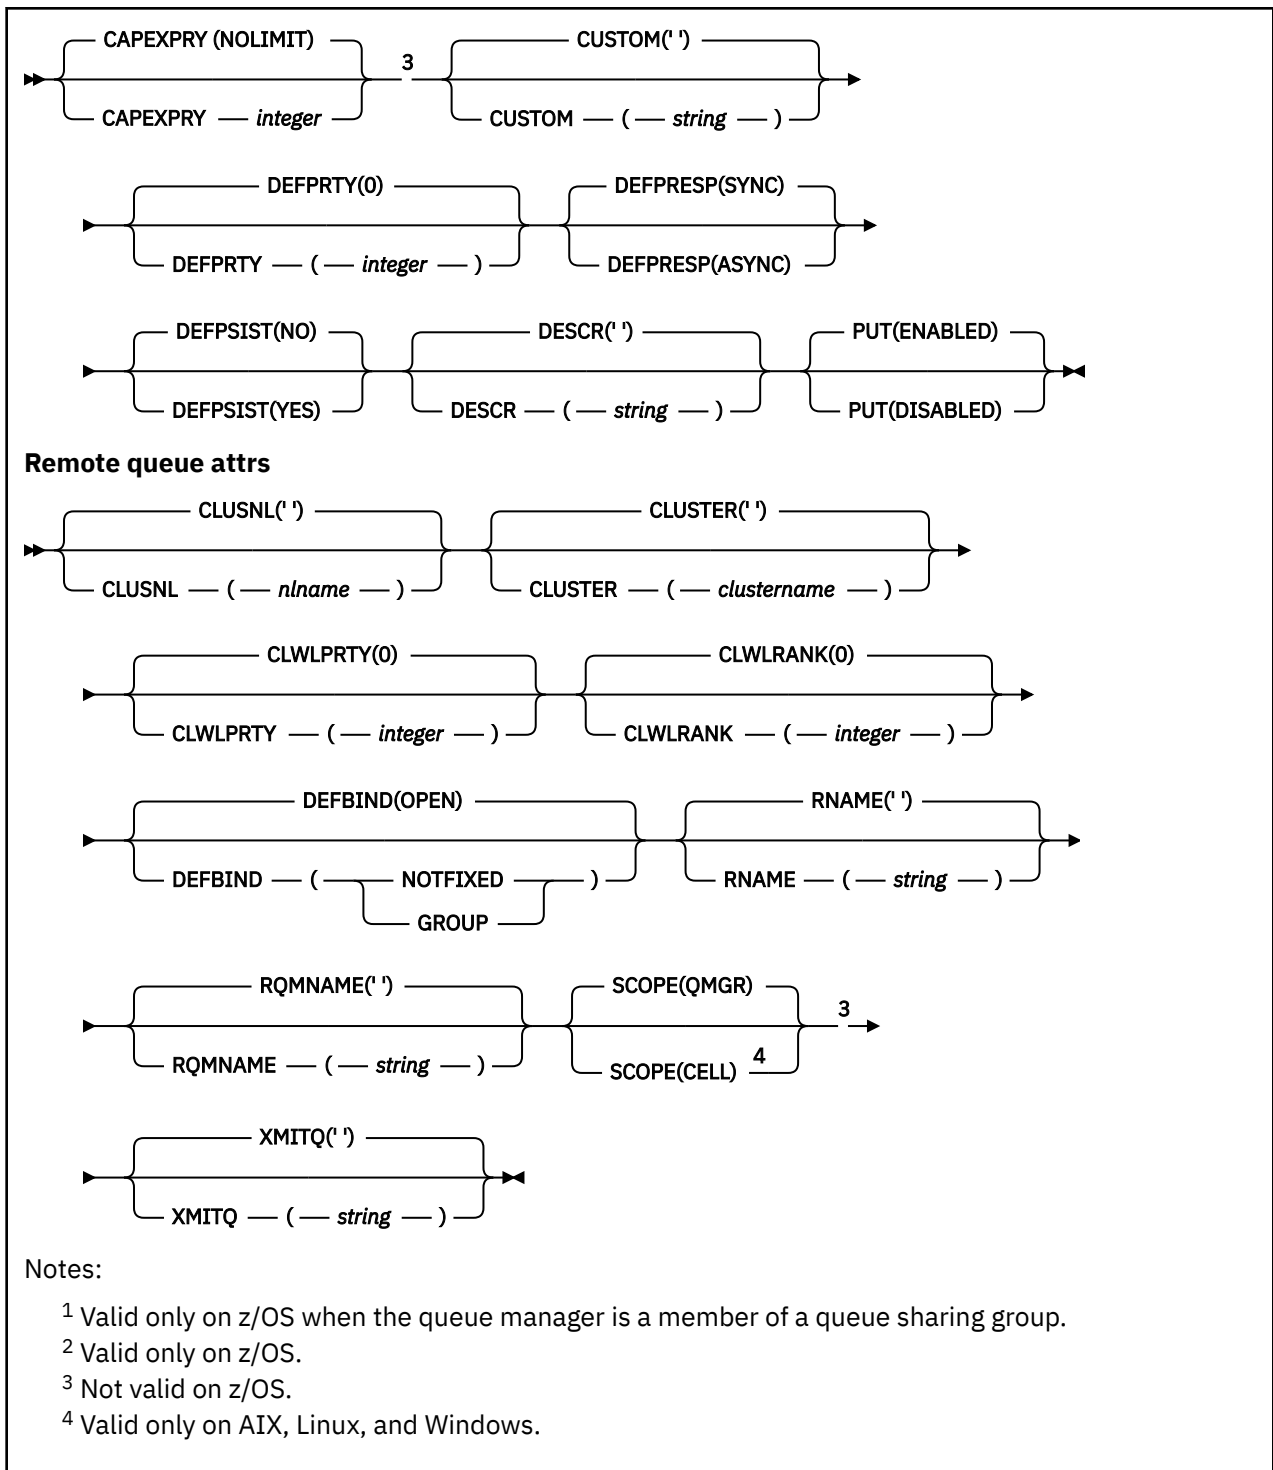 CAPEXPRY (NOLIMIT) CUSTOM(' ')
3
CAPEXPRY integer CUSTOM ( string )
DEFPRTY(0) DEFPRESP(SYNC)
DEFPRTY ( integer ) DEFPRESP(ASYNC)
DEFPSIST(NO) DESCR(' ') PUT(ENABLED)
DEFPSIST(YES) DESCR ( string ) PUT(DISABLED)
Remote queue attrs
CLUSNL(' ') CLUSTER(' ')
CLUSNL ( nlname ) CLUSTER ( clustername )
CLWLPRTY(0) CLWLRANK(0)
CLWLPRTY ( integer ) CLWLRANK ( integer )
DEFBIND(OPEN) RNAME(' ')
DEFBIND ( NOTFIXED ) RNAME ( string )
GROUP
RQMNAME(' ') SCOPE(QMGR)
3
RQMNAME ( string ) SCOPE(CELL) 4
XMITQ(' ')
XMITQ ( string )
Notes:
1 Valid only on z/OS when the queue manager is a member of a queue sharing group.
2 Valid only on z/OS.
3 Not valid on z/OS.
4 Valid only on AIX, Linux, and Windows.